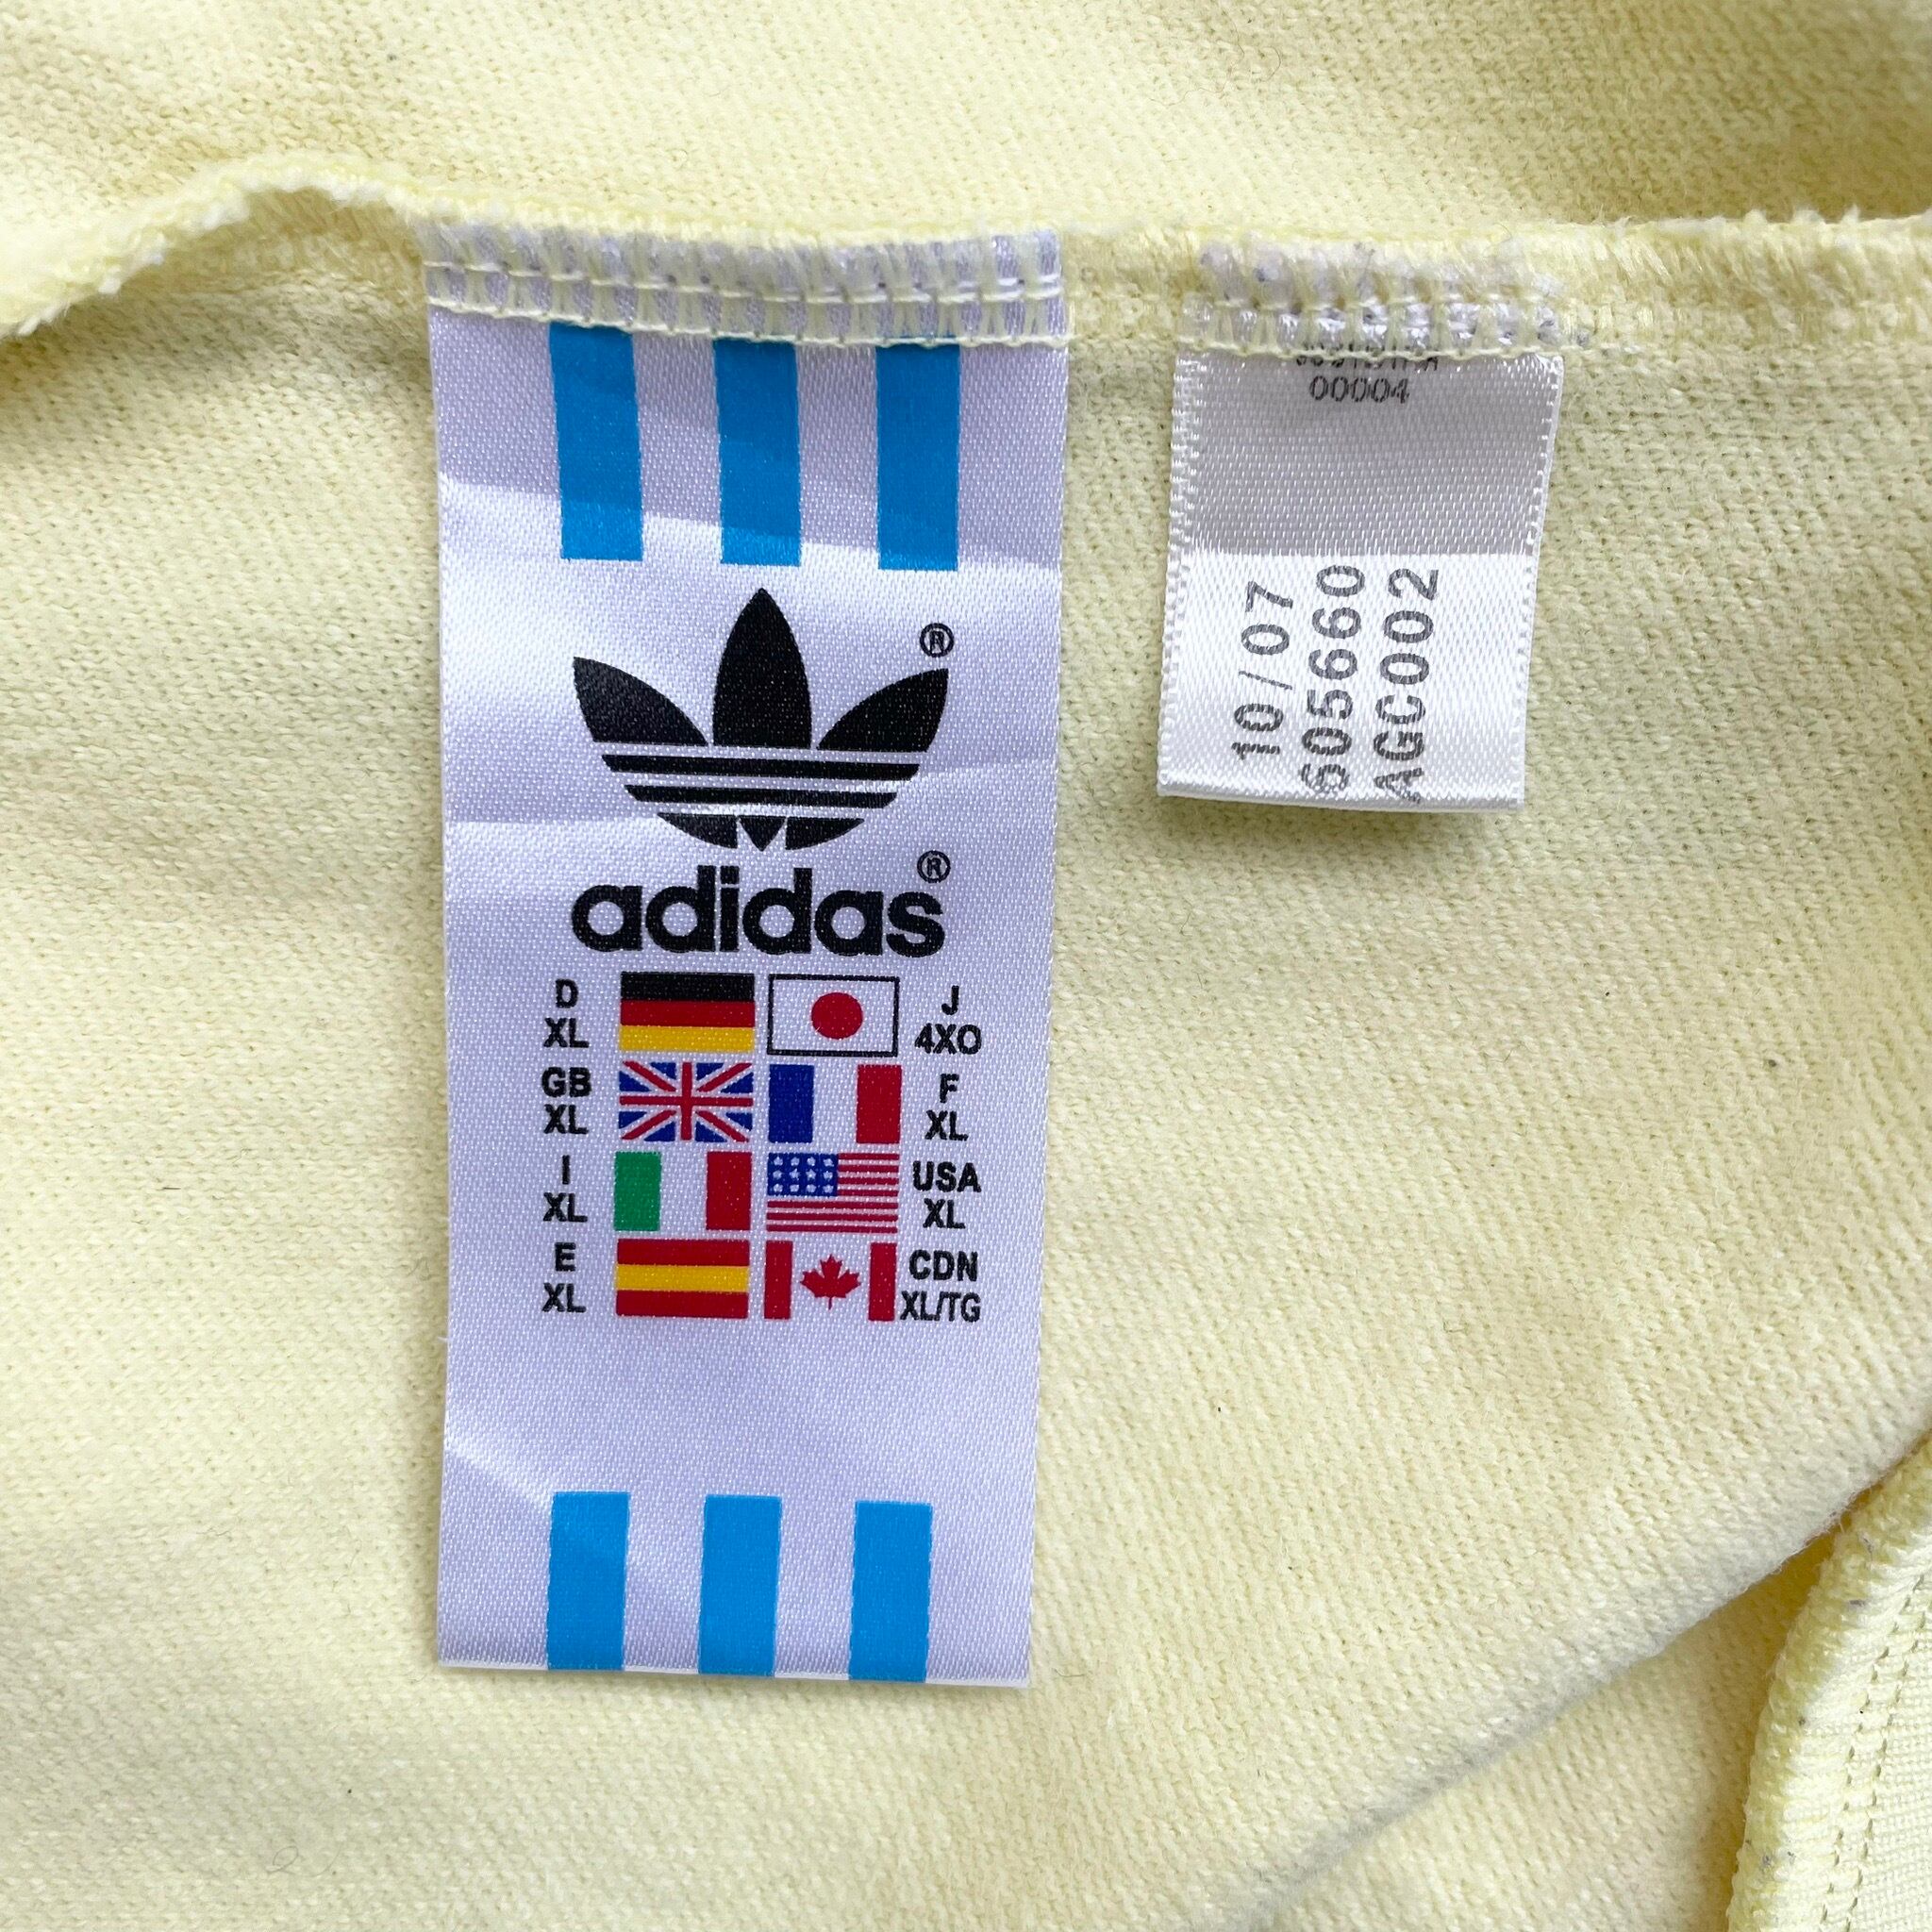 ®
adidas®
D J
XL 4XO
GB F
XL XL
I USA
XL XL
E CDN
XL XL/TG
00004
10/07
605660
AGC002